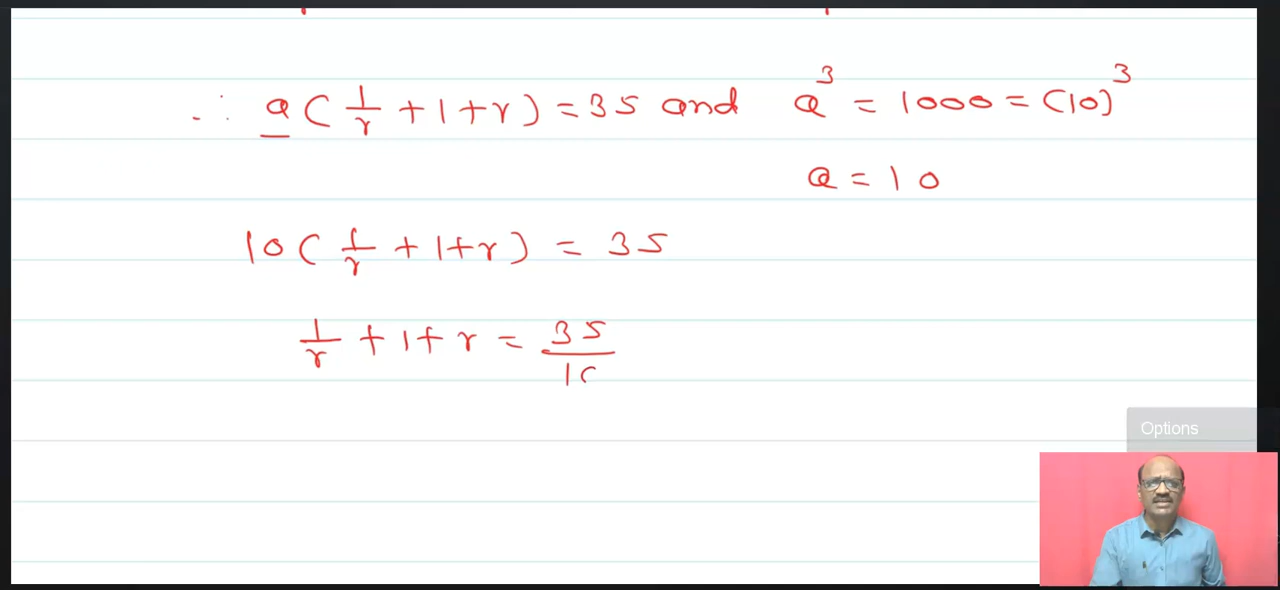 ∴ a ( 1/r + 1 + r ) = 35 and a³ = 1000 = (10)³
a = 10
10 ( 1/r + 1 + r ) = 35
1/r + 1 + r = 35/10
Options